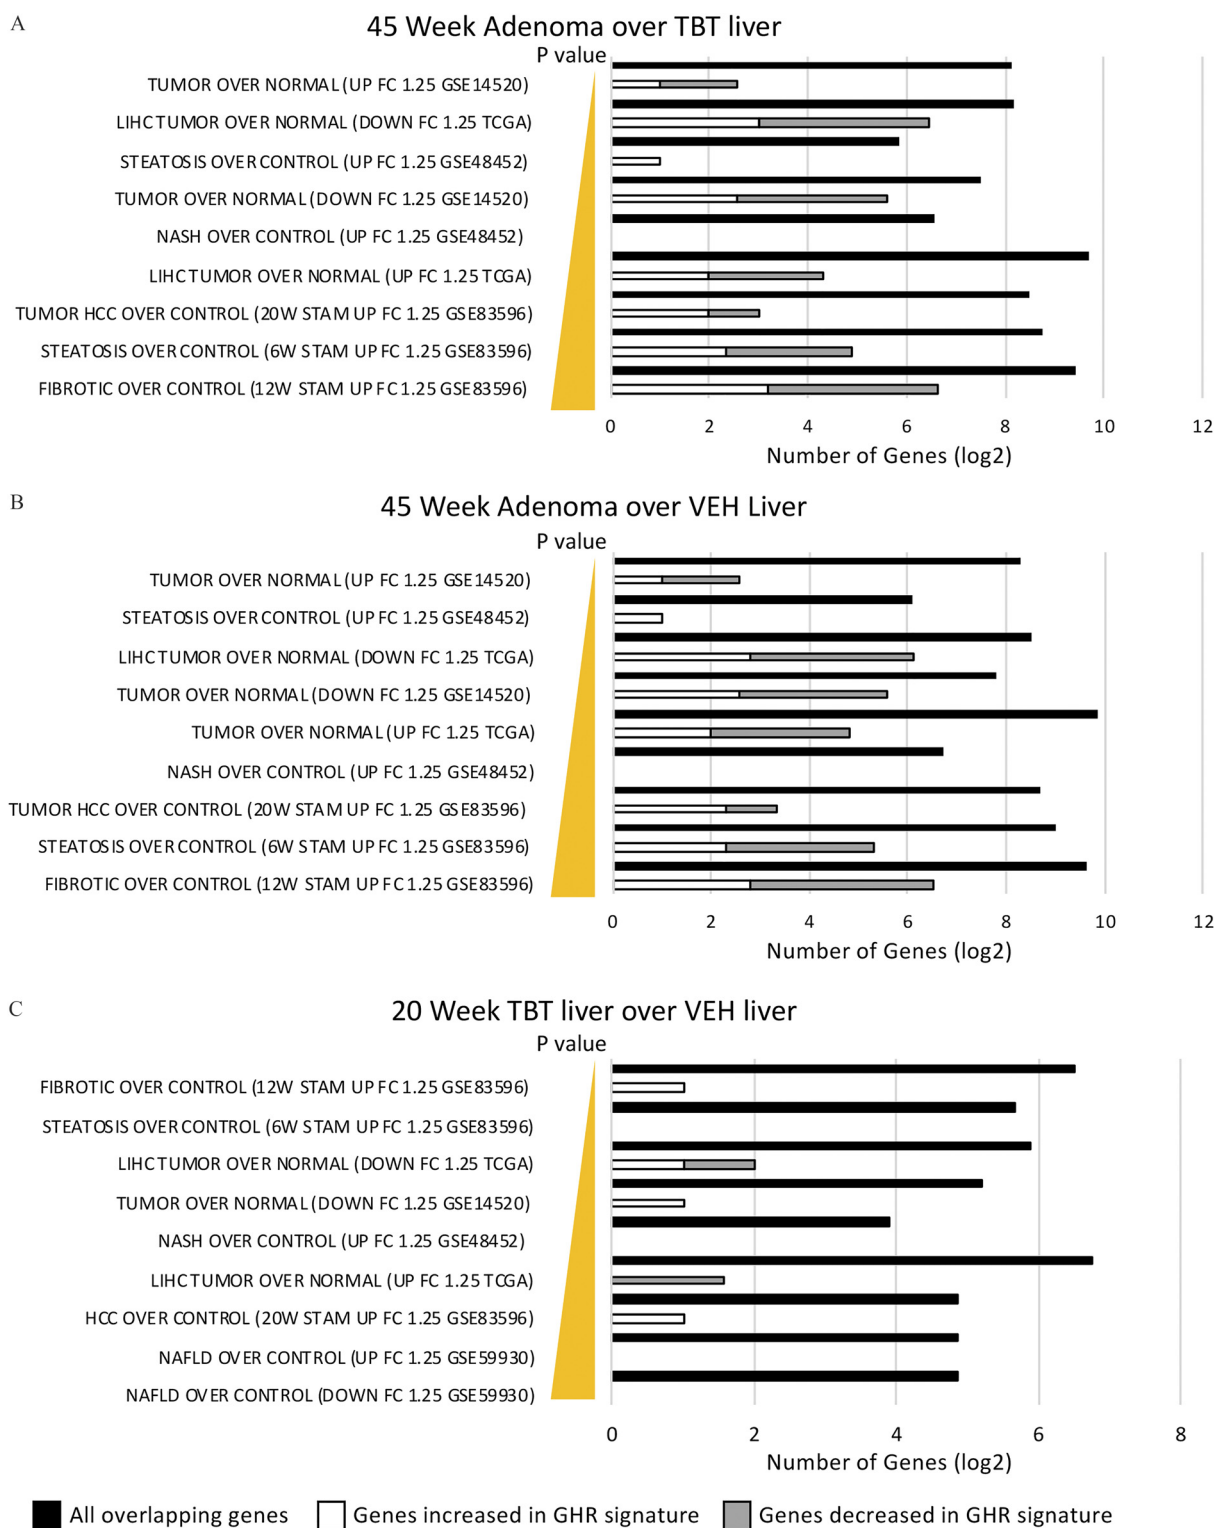 A
45 Week Adenoma over TBT liver
P value
TUMOR OVER NORMAL (UP FC 1.25 GSE14520)
LIHC TUMOR OVER NORMAL (DOWN FC 1.25 TCGA)
STEATOSIS OVER CONTROL (UP FC 1.25 GSE48452)
TUMOR OVER NORMAL (DOWN FC 1.25 GSE14520)
NASH OVER CONTROL (UP FC 1.25 GSE48452)
LIHC TUMOR OVER NORMAL (UP FC 1.25 TCGA)
TUMOR HCC OVER CONTROL (20W STAM UP FC 1.25 GSE83596)
STEATOSIS OVER CONTROL (6W STAM UP FC 1.25 GSE83596)
FIBROTIC OVER CONTROL (12W STAM UP FC 1.25 GSE83596)
0 2 4 6 8 10 12
Number of Genes (log2)
B
45 Week Adenoma over VEH Liver
P value
TUMOR OVER NORMAL (UP FC 1.25 GSE14520)
STEATOSIS OVER CONTROL (UP FC 1.25 GSE48452)
LIHC TUMOR OVER NORMAL (DOWN FC 1.25 TCGA)
TUMOR OVER NORMAL (DOWN FC 1.25 GSE14520)
TUMOR OVER NORMAL (UP FC 1.25 TCGA)
NASH OVER CONTROL (UP FC 1.25 GSE48452)
TUMOR HCC OVER CONTROL (20W STAM UP FC 1.25 GSE83596)
STEATOSIS OVER CONTROL (6W STAM UP FC 1.25 GSE83596)
FIBROTIC OVER CONTROL (12W STAM UP FC 1.25 GSE83596)
0 2 4 6 8 10 12
Number of Genes (log2)
C
20 Week TBT liver over VEH liver
P value
FIBROTIC OVER CONTROL (12W STAM UP FC 1.25 GSE83596)
STEATOSIS OVER CONTROL (6W STAM UP FC 1.25 GSE83596)
LIHC TUMOR OVER NORMAL (DOWN FC 1.25 TCGA)
TUMOR OVER NORMAL (DOWN FC 1.25 GSE14520)
NASH OVER CONTROL (UP FC 1.25 GSE48452)
LIHC TUMOR OVER NORMAL (UP FC 1.25 TCGA)
HCC OVER CONTROL (20W STAM UP FC 1.25 GSE83596)
NAFLD OVER CONTROL (UP FC 1.25 GSE59930)
NAFLD OVER CONTROL (DOWN FC 1.25 GSE59930)
0 2 4 6 8
Number of Genes (log2)
All overlapping genes Genes increased in GHR signature Genes decreased in GHR signature